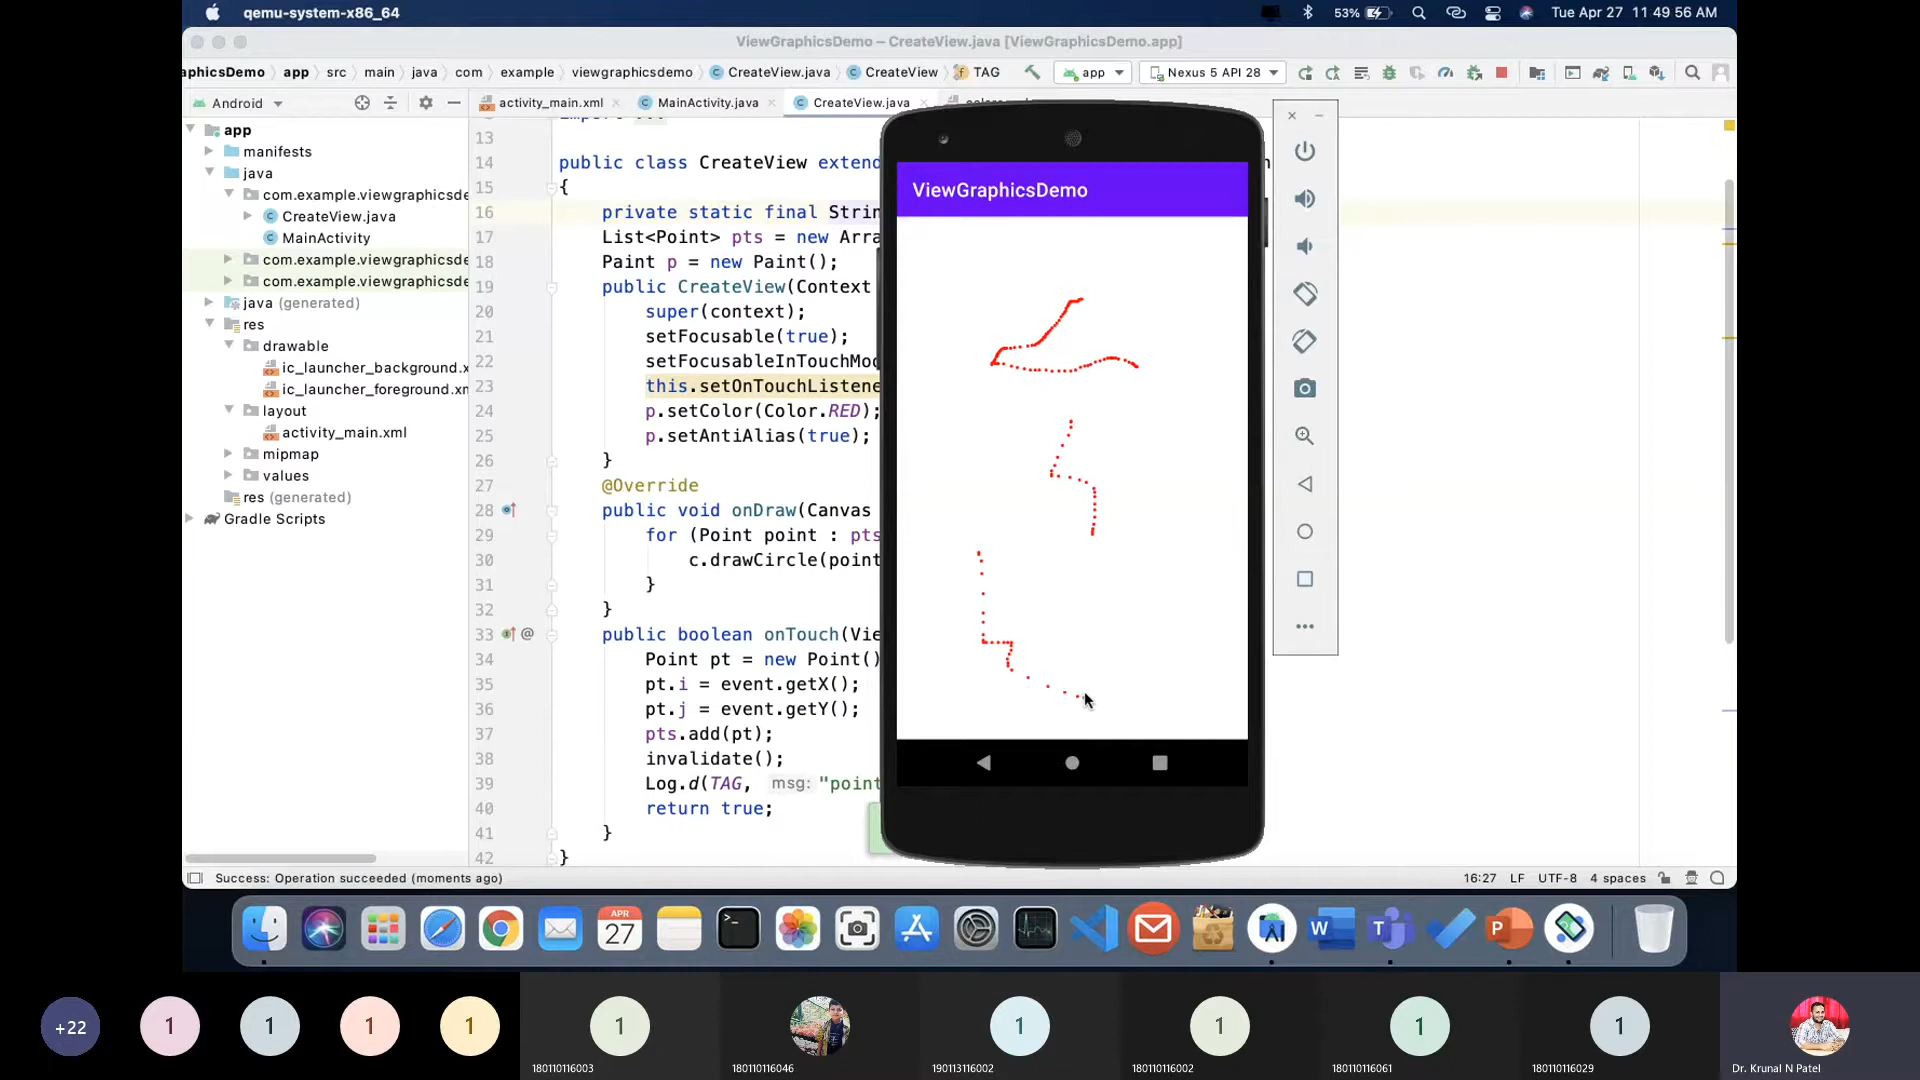 qemu-system-x86_64
53%
Tue Apr 27 11:49:56 AM
ViewGraphicsDemo – CreateView.java [ViewGraphicsDemo.app]
aphicsDemo
app
src
main
java
com
example
viewgraphicsdemo
CreateView.java
CreateView
TAG
app
Nexus 5 API 28
Android
activity_main.xml
MainActivity.java
CreateView.java
app
manifests
java
com.example.viewgraphicsde
CreateView.java
MainActivity
com.example.viewgraphicsde
com.example.viewgraphicsde
java (generated)
res
drawable
ic_launcher_background.x
ic_launcher_foreground.xm
layout
activity_main.xml
mipmap
values
res (generated)
Gradle Scripts
13
14 public class CreateView extend
15 {
16 private static final Strin
17 List<Point> pts = new Arra
18 Paint p = new Paint();
19 public CreateView(Context
20 super(context);
21 setFocusable(true);
22 setFocusableInTouchMod
23 this.setOnTouchListene
24 p.setColor(Color.RED);
25 p.setAntiAlias(true);
26 }
27 @Override
28 public void onDraw(Canvas
29 for (Point point : pts
30 c.drawCircle(point
31 }
32 }
33 @ public boolean onTouch(Vie
34 Point pt = new Point()
35 pt.i = event.getX();
36 pt.j = event.getY();
37 pts.add(pt);
38 invalidate();
39 Log.d(TAG, msg: "point
40 return true;
41 }
42 }
ViewGraphicsDemo
Success: Operation succeeded (moments ago)
16:27 LF UTF-8 4 spaces
APR
27
W
T
P
+22
1
1
1
1
1
1
1
1
1
180110116003
180110116046
190113116002
180110116002
180110116061
180110116029
Dr. Krunal N Patel